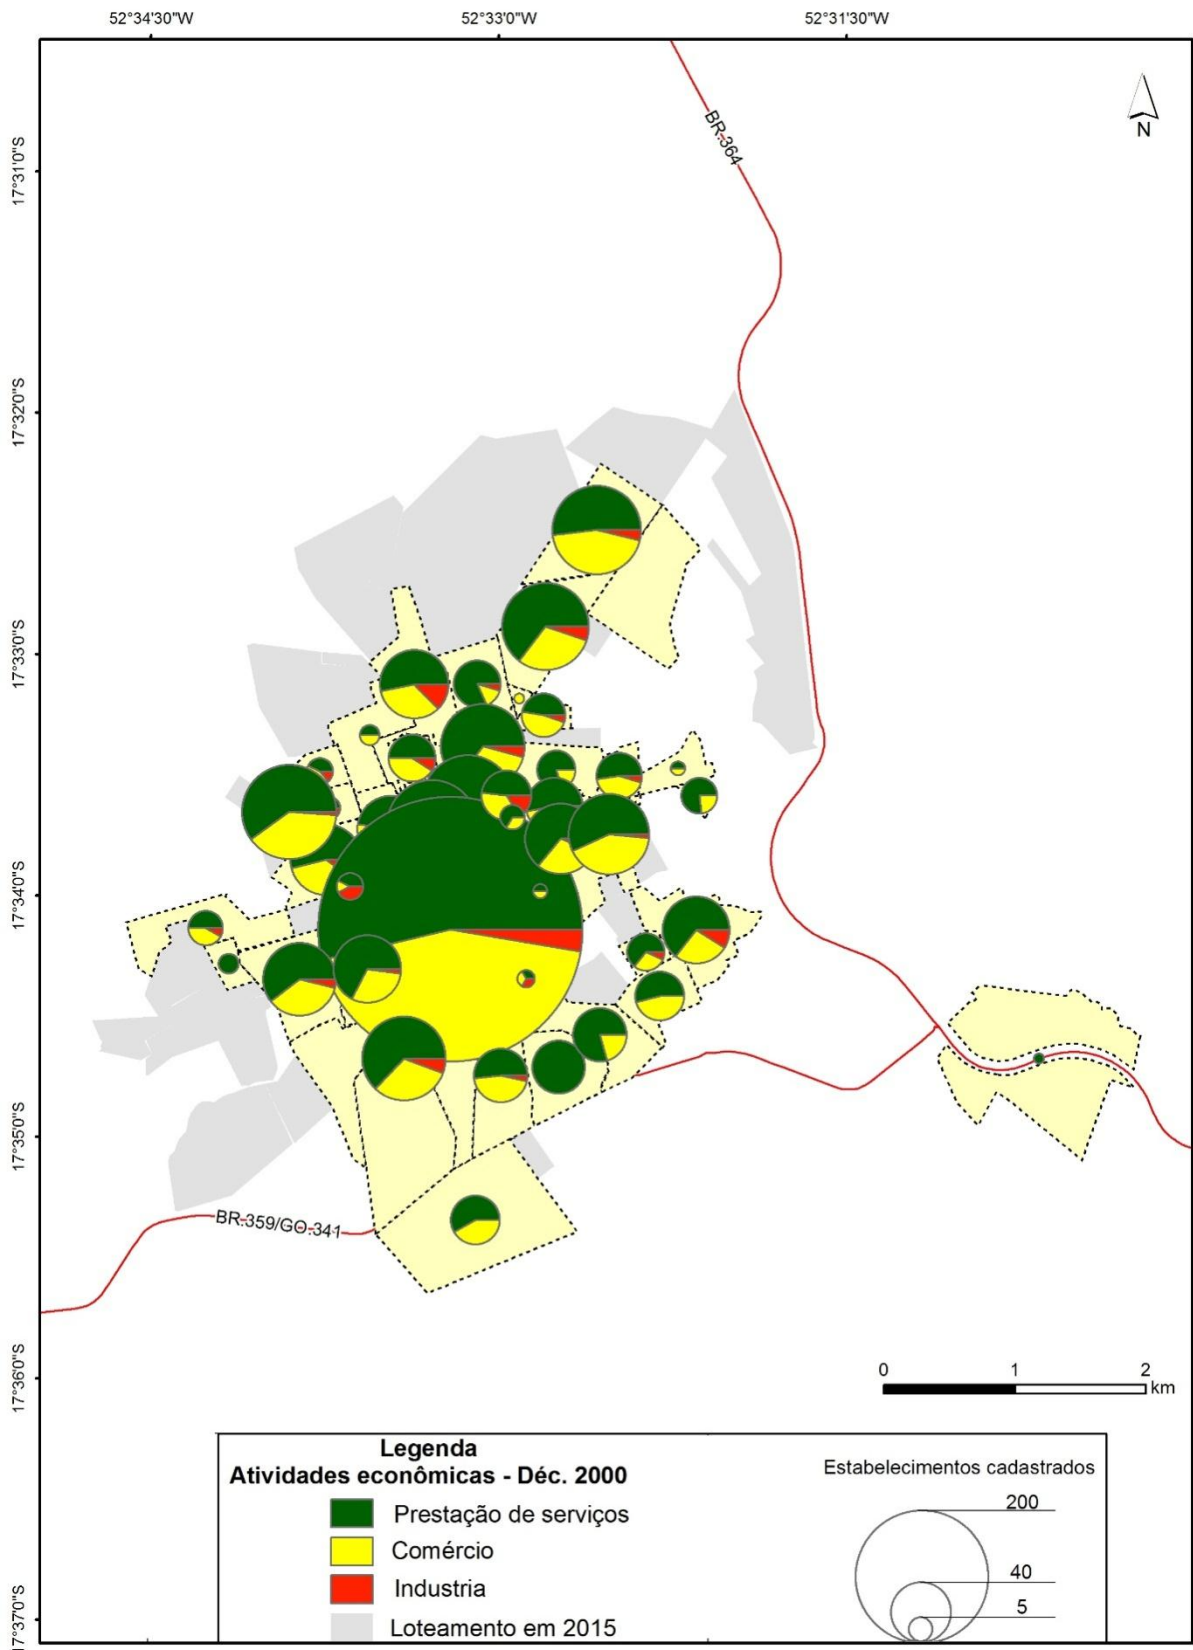 52°34'30"W
52°33'0"W
52°31'30"W
N
BR.364
17°31'0"S
17°32'0"S
17°33'0"S
17°34'0"S
17°35'0"S
17°36'0"S
17°37'0"S
BR.359/GO.341
0 1 2
km
Legenda
Atividades econômicas - Déc. 2000
Prestação de serviços
Comércio
Industria
Loteamento em 2015
Estabelecimentos cadastrados
200
40
5